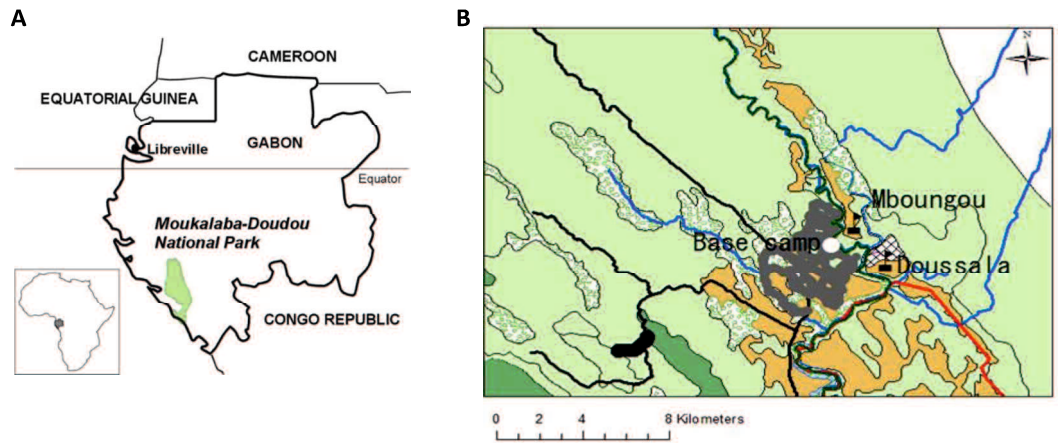 A
CAMEROON
EQUATORIAL GUINEA
Libreville
GABON
Equator
Moukalaba-Doudou
National Park
CONGO REPUBLIC
B
N
Mboungou
Base camp
Doussala
0 2 4 8 Kilometers